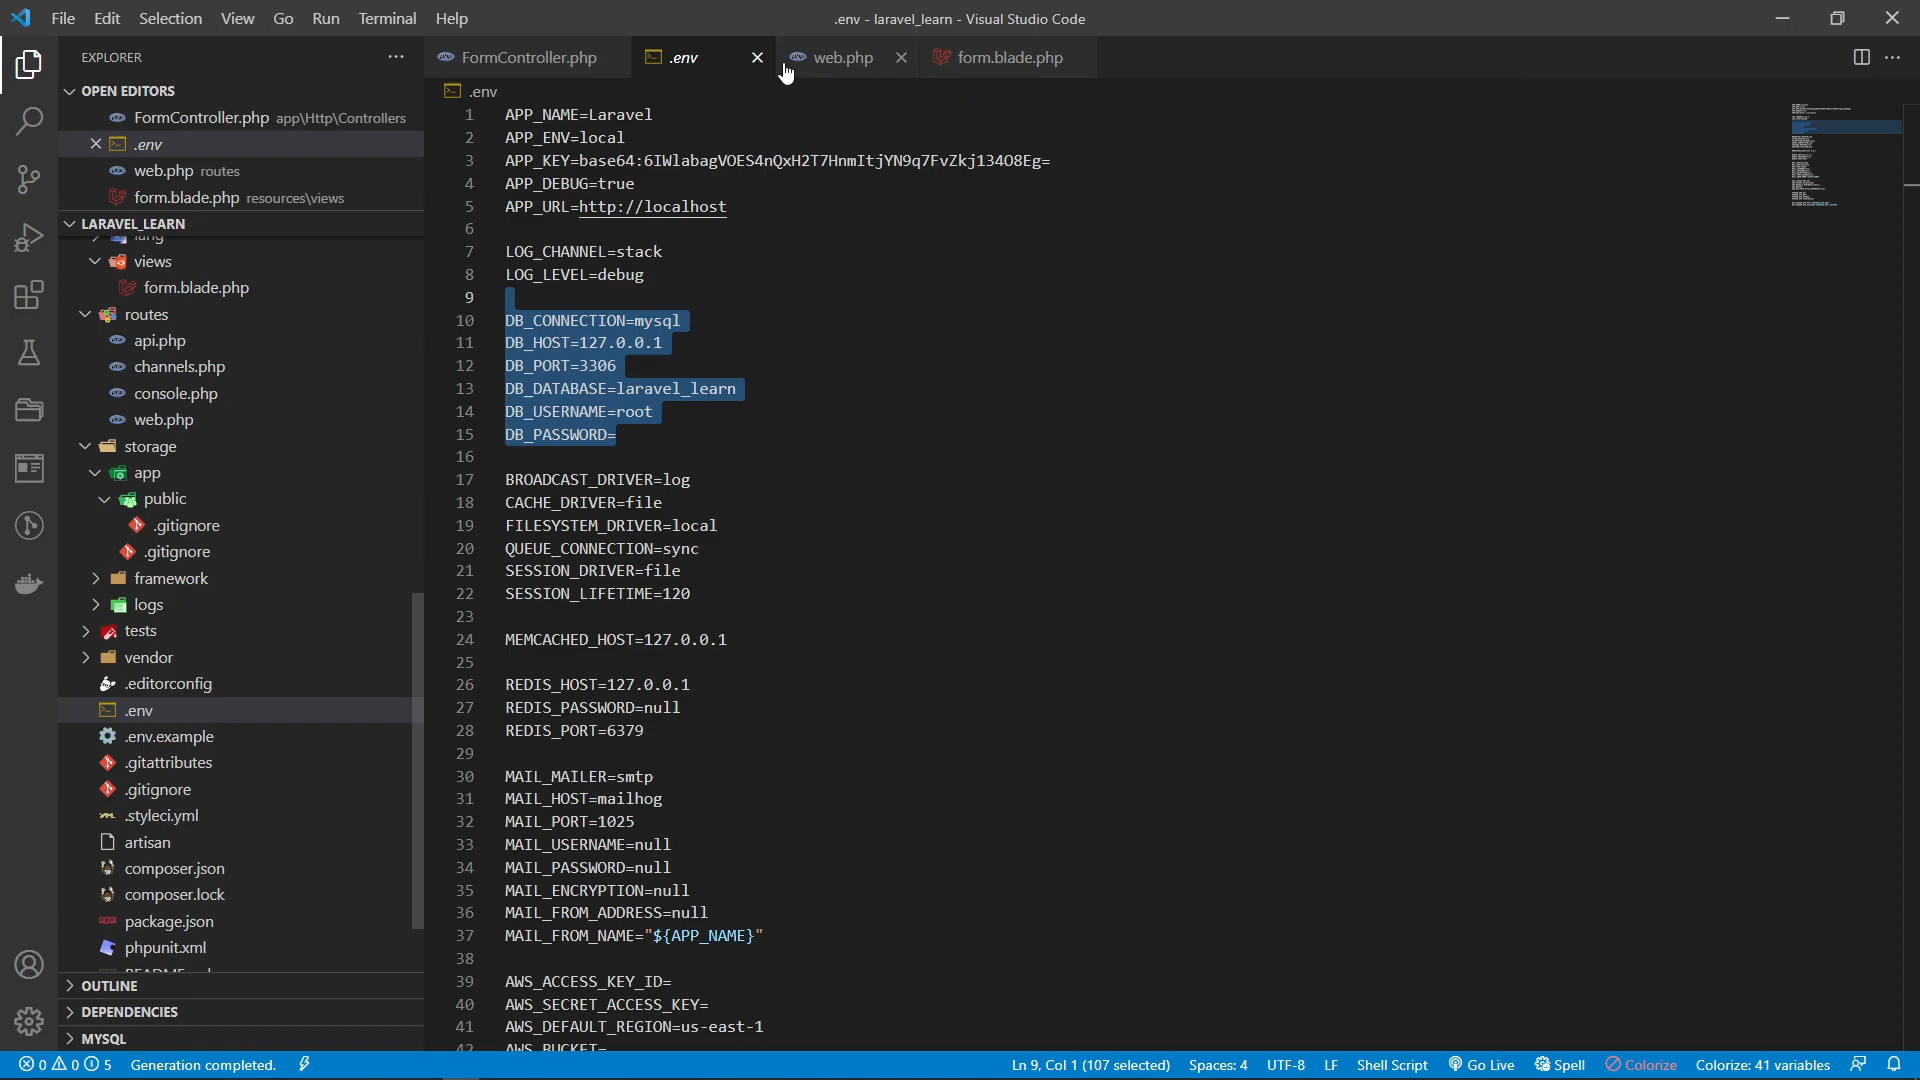 File Edit Selection View Go Run Terminal Help
.env - laravel_learn - Visual Studio Code
EXPLORER
FormController.php
.env
web.php
form.blade.php
OPEN EDITORS
FormController.php app\Http\Controllers
.env
web.php routes
form.blade.php resources\views
LARAVEL_LEARN
lang
views
form.blade.php
routes
api.php
channels.php
console.php
web.php
storage
app
public
.gitignore
.gitignore
framework
logs
tests
vendor
.editorconfig
.env
.env.example
.gitattributes
.gitignore
.styleci.yml
artisan
composer.json
composer.lock
package.json
phpunit.xml
OUTLINE
DEPENDENCIES
MYSQL
.env
1 APP_NAME=Laravel
2 APP_ENV=local
3 APP_KEY=base64:6IWlabagVOES4nQxH2T7HnmItjYN9q7FvZkj134O8Eg=
4 APP_DEBUG=true
5 APP_URL=http://localhost
6
7 LOG_CHANNEL=stack
8 LOG_LEVEL=debug
9
10 DB_CONNECTION=mysql
11 DB_HOST=127.0.0.1
12 DB_PORT=3306
13 DB_DATABASE=laravel_learn
14 DB_USERNAME=root
15 DB_PASSWORD=
16
17 BROADCAST_DRIVER=log
18 CACHE_DRIVER=file
19 FILESYSTEM_DRIVER=local
20 QUEUE_CONNECTION=sync
21 SESSION_DRIVER=file
22 SESSION_LIFETIME=120
23
24 MEMCACHED_HOST=127.0.0.1
25
26 REDIS_HOST=127.0.0.1
27 REDIS_PASSWORD=null
28 REDIS_PORT=6379
29
30 MAIL_MAILER=smtp
31 MAIL_HOST=mailhog
32 MAIL_PORT=1025
33 MAIL_USERNAME=null
34 MAIL_PASSWORD=null
35 MAIL_ENCRYPTION=null
36 MAIL_FROM_ADDRESS=null
37 MAIL_FROM_NAME="${APP_NAME}"
38
39 AWS_ACCESS_KEY_ID=
40 AWS_SECRET_ACCESS_KEY=
41 AWS_DEFAULT_REGION=us-east-1
42 AWS_BUCKET=
0 0 5 Generation completed.
Ln 9, Col 1 (107 selected) Spaces: 4 UTF-8 LF Shell Script Go Live Spell Colorize Colorize: 41 variables